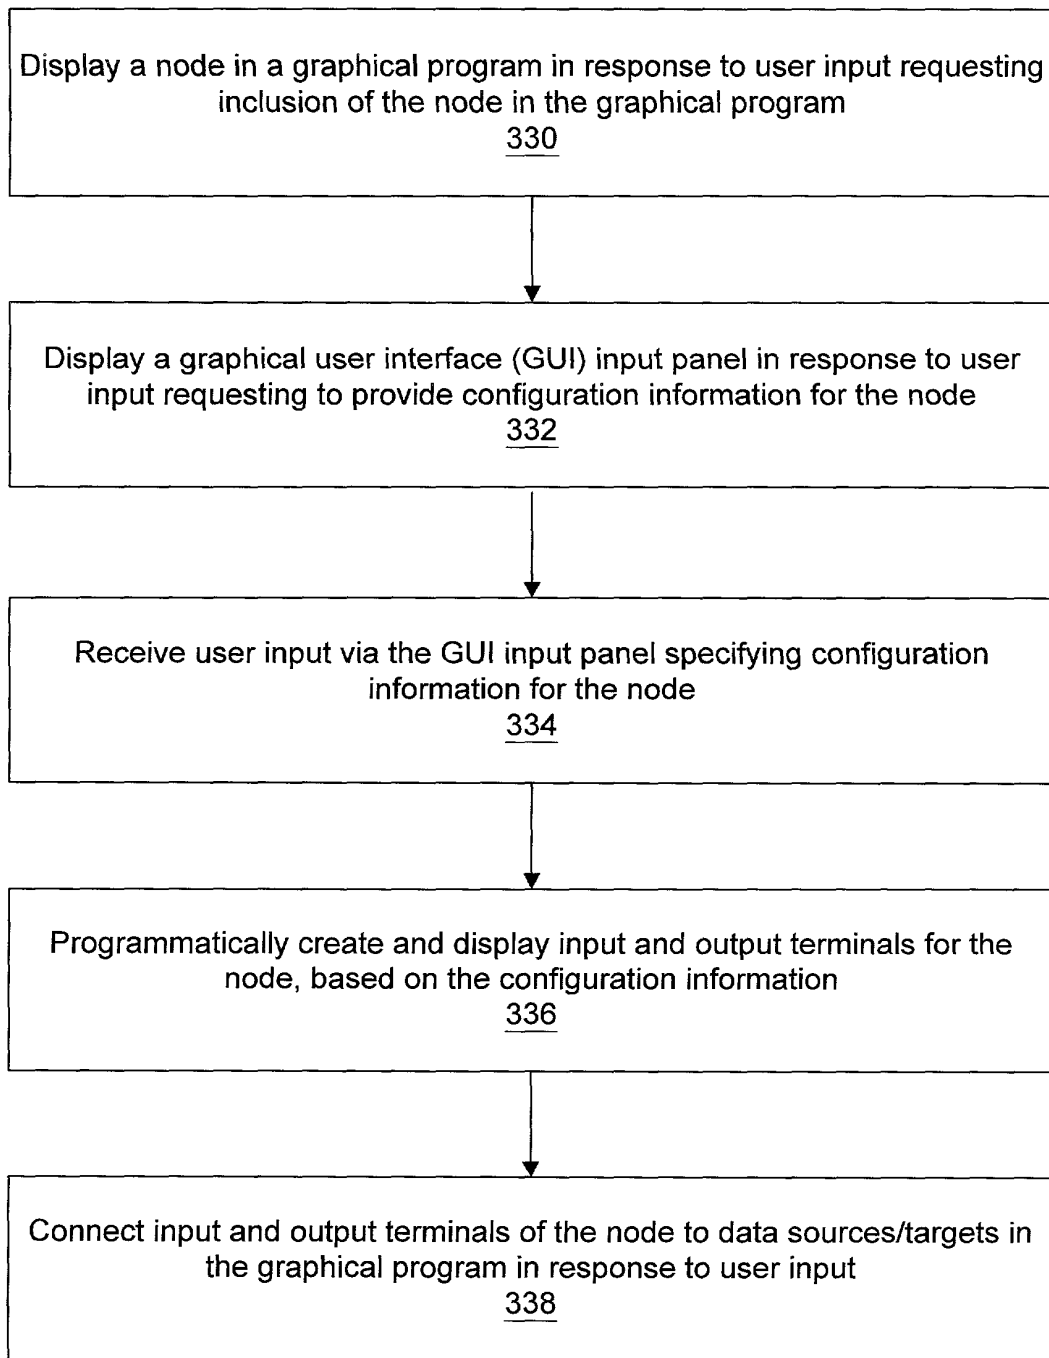 Display a node in a graphical program in response to user input requesting
inclusion of the node in the graphical program
330
Display a graphical user interface (GUI) input panel in response to user
input requesting to provide configuration information for the node
332
Receive user input via the GUI input panel specifying configuration
information for the node
334
Programmatically create and display input and output terminals for the
node, based on the configuration information
336
Connect input and output terminals of the node to data sources/targets in
the graphical program in response to user input
338